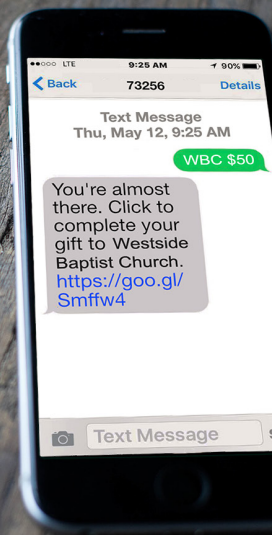 LTE 9:25 AM 90%
Back 73256 Details
Text Message
Thu, May 12, 9:25 AM
WBC $50
You're almost
there. Click to
complete your
gift to Westside
Baptist Church.
https://goo.gl/
Smffw4
Text Message